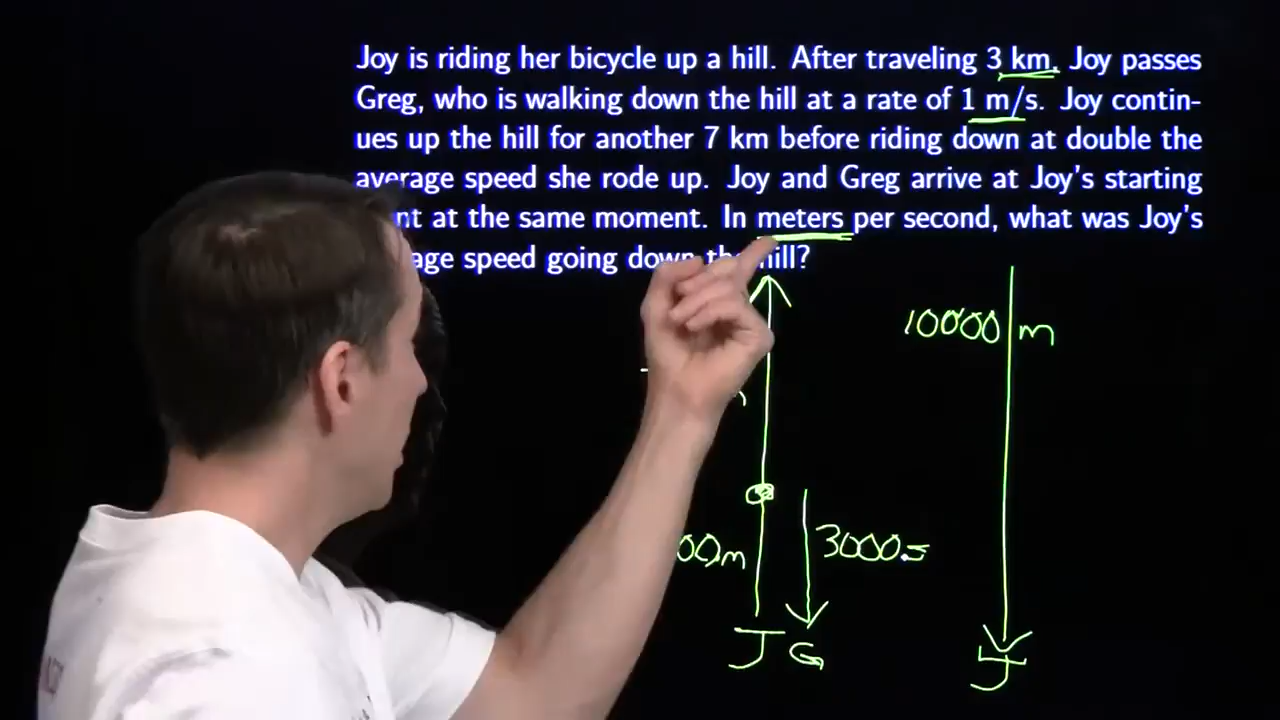 Joy is riding her bicycle up a hill. After traveling 3 km, Joy passes
Greg, who is walking down the hill at a rate of 1 m/s. Joy contin-
ues up the hill for another 7 km before riding down at double the
average speed she rode up. Joy and Greg arrive at Joy's starting
at the same moment. In meters per second, what was Joy's
speed going down the hill?
10000 m
3000s
J G
J